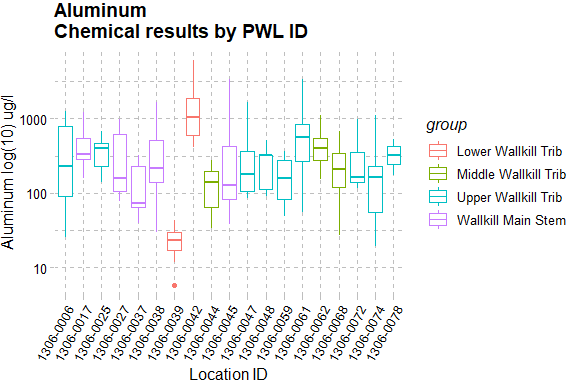 Aluminum
Chemical results by PWL ID
Aluminum log(10) ug/l
1000
100
10
1306-0006
1306-0017
1306-0025
1306-0027
1306-0037
1306-0038
1306-0039
1306-0042
1306-0044
1306-0045
1306-0047
1306-0048
1306-0059
1306-0061
1306-0062
1306-0068
1306-0072
1306-0074
1306-0078
Location ID
group
Lower Wallkill Trib
Middle Wallkill Trib
Upper Wallkill Trib
Wallkill Main Stem